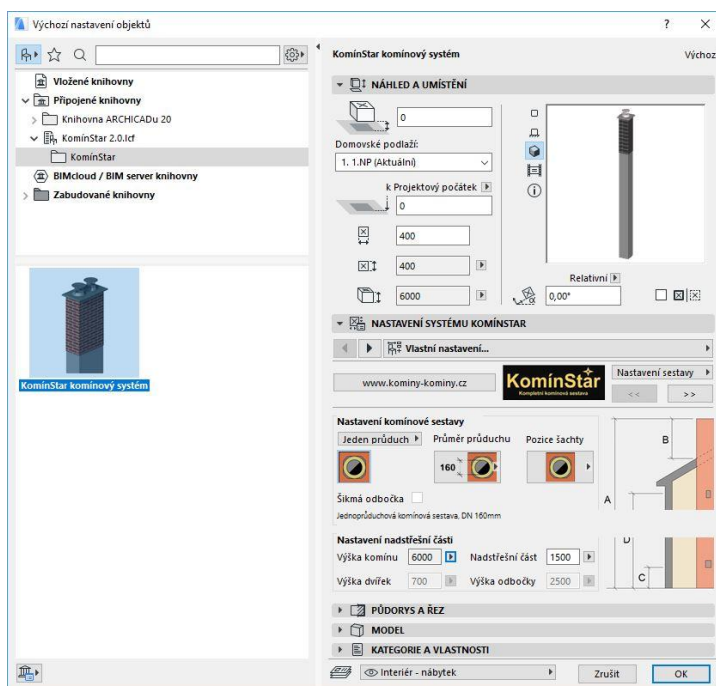 Výchozí nastavení objektů
? X
KomínStar komínový systém
Výchoz
Vložené knihovny
Připojené knihovny
Knihovna ARCHICADu 20
KomínStar 2.0.lcf
KomínStar
BIMcloud / BIM server knihovny
Zabudované knihovny
KomínStar komínový systém
NÁHLED A UMÍSTĚNÍ
0
Domovské podlaží:
1. 1.NP (Aktuální)
k Projektový počátek
0
400
400
6000
Relativní
α
0,00°
NASTAVENÍ SYSTÉMU KOMÍNSTAR
Vlastní nastavení...
www.kominy-kominy.cz
KomínStar
Kompletní komínová sestava
Nastavení sestavy
<< >>
Nastavení komínové sestavy
Jeden průduch Průměr průduchu Pozice šachty
160
Šikmá odbočka
Jednoprůduchová komínová sestava, DN 160mm
B
A
Nastavení nadstřešní části
Výška komínu 6000 Nadstřešní část 1500
Výška dvířek 700 Výška odbočky 2500
D
C
PŮDORYS A ŘEZ
MODEL
KATEGORIE A VLASTNOSTI
Interiér - nábytek
Zrušit
OK